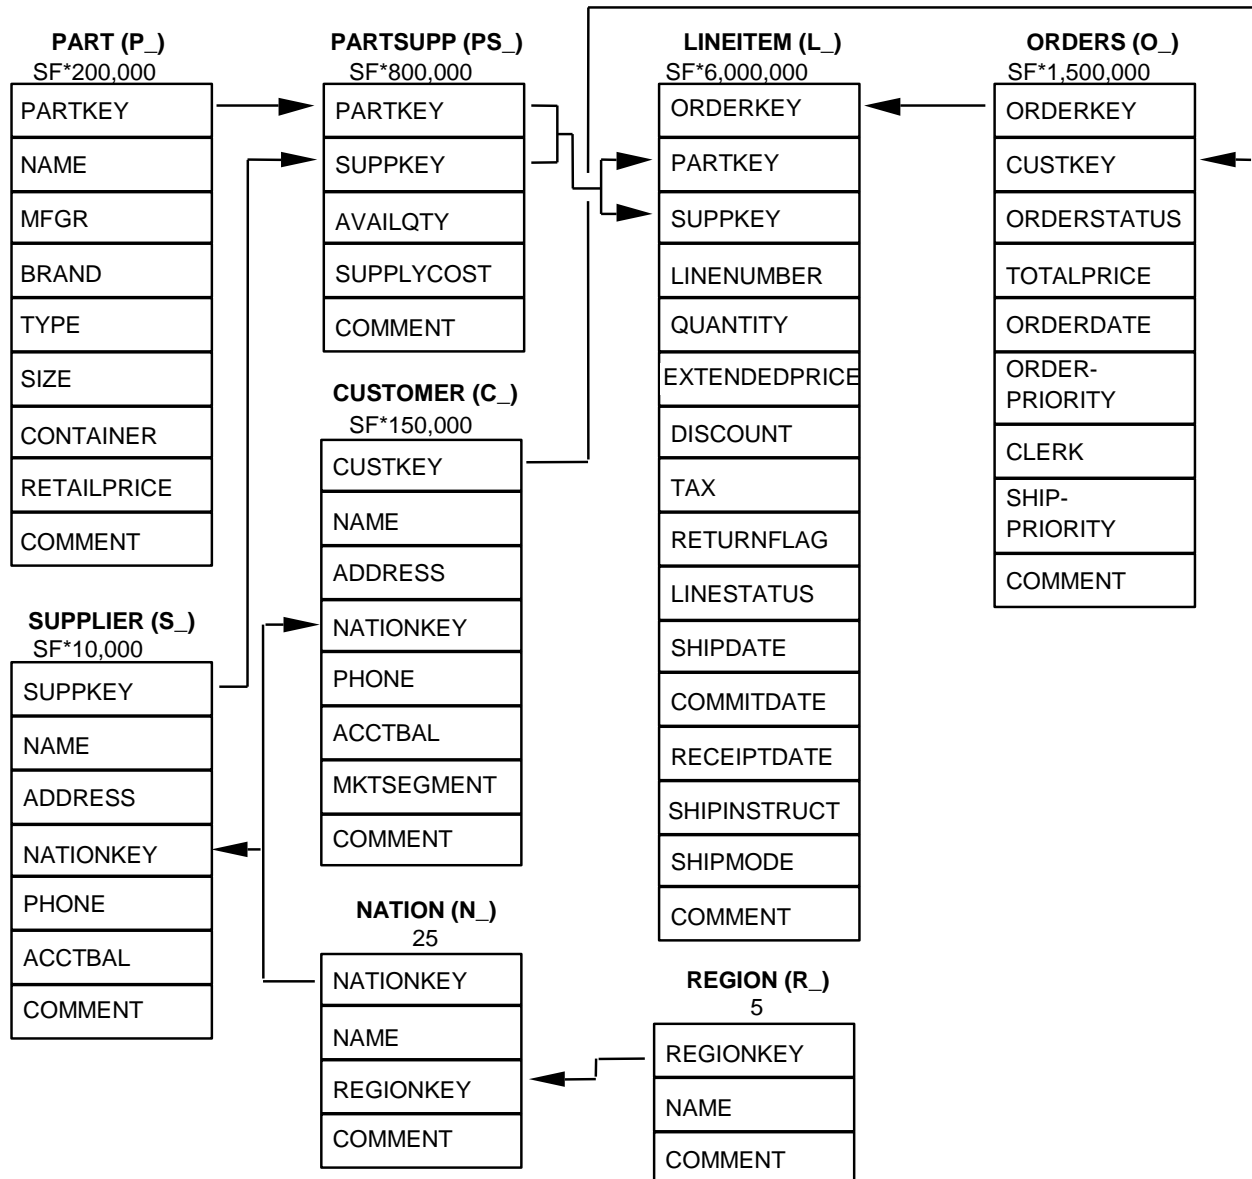 PART (P_)
SF*200,000
PARTKEY
NAME
MFGR
BRAND
TYPE
SIZE
CONTAINER
RETAILPRICE
COMMENT
SUPPLIER (S_)
SF*10,000
SUPPKEY
NAME
ADDRESS
NATIONKEY
PHONE
ACCTBAL
COMMENT
PARTSUPP (PS_)
SF*800,000
PARTKEY
SUPPKEY
AVAILQTY
SUPPLYCOST
COMMENT
CUSTOMER (C_)
SF*150,000
CUSTKEY
NAME
ADDRESS
NATIONKEY
PHONE
ACCTBAL
MKTSEGMENT
COMMENT
NATION (N_)
25
NATIONKEY
NAME
REGIONKEY
COMMENT
LINEITEM (L_)
SF*6,000,000
ORDERKEY
PARTKEY
SUPPKEY
LINENUMBER
QUANTITY
EXTENDEDPRICE
DISCOUNT
TAX
RETURNFLAG
LINESTATUS
SHIPDATE
COMMITDATE
RECEIPTDATE
SHIPINSTRUCT
SHIPMODE
COMMENT
REGION (R_)
5
REGIONKEY
NAME
COMMENT
ORDERS (O_)
SF*1,500,000
ORDERKEY
CUSTKEY
ORDERSTATUS
TOTALPRICE
ORDERDATE
ORDER-
PRIORITY
CLERK
SHIP-
PRIORITY
COMMENT